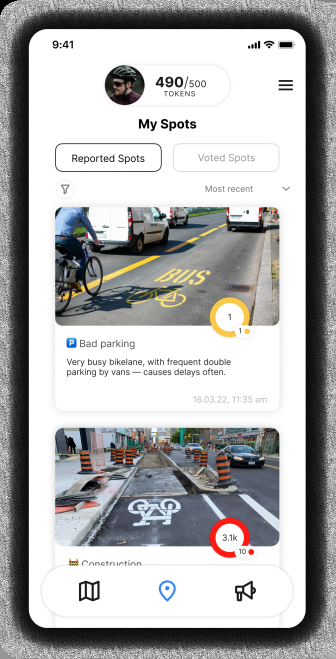 9:41
490/500
TOKENS
My Spots
Reported Spots
Voted Spots
Most recent
BUS
1
1
P Bad parking
Very busy bikelane, with frequent double
parking by vans — causes delays often.
16.03.22, 11:35 am
3.1k
10
Construction